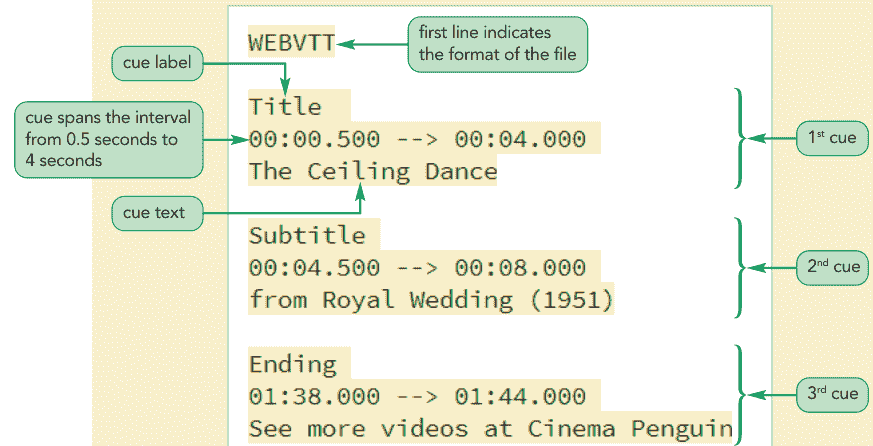 WEBVTT
first line indicates
the format of the file
cue label
Title
cue spans the interval
from 0.5 seconds to
4 seconds
00:00.500 --> 00:04.000
1st cue
The Ceiling Dance
cue text
Subtitle
00:04.500 --> 00:08.000
2nd cue
from Royal Wedding (1951)
Ending
01:38.000 --> 01:44.000
3rd cue
See more videos at Cinema Penguin